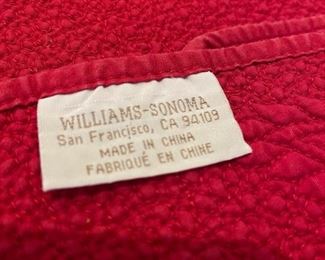 WILLIAMS-SONOMA
San Francisco, CA 94109
MADE IN CHINA
FABRIQUÉ EN CHINE